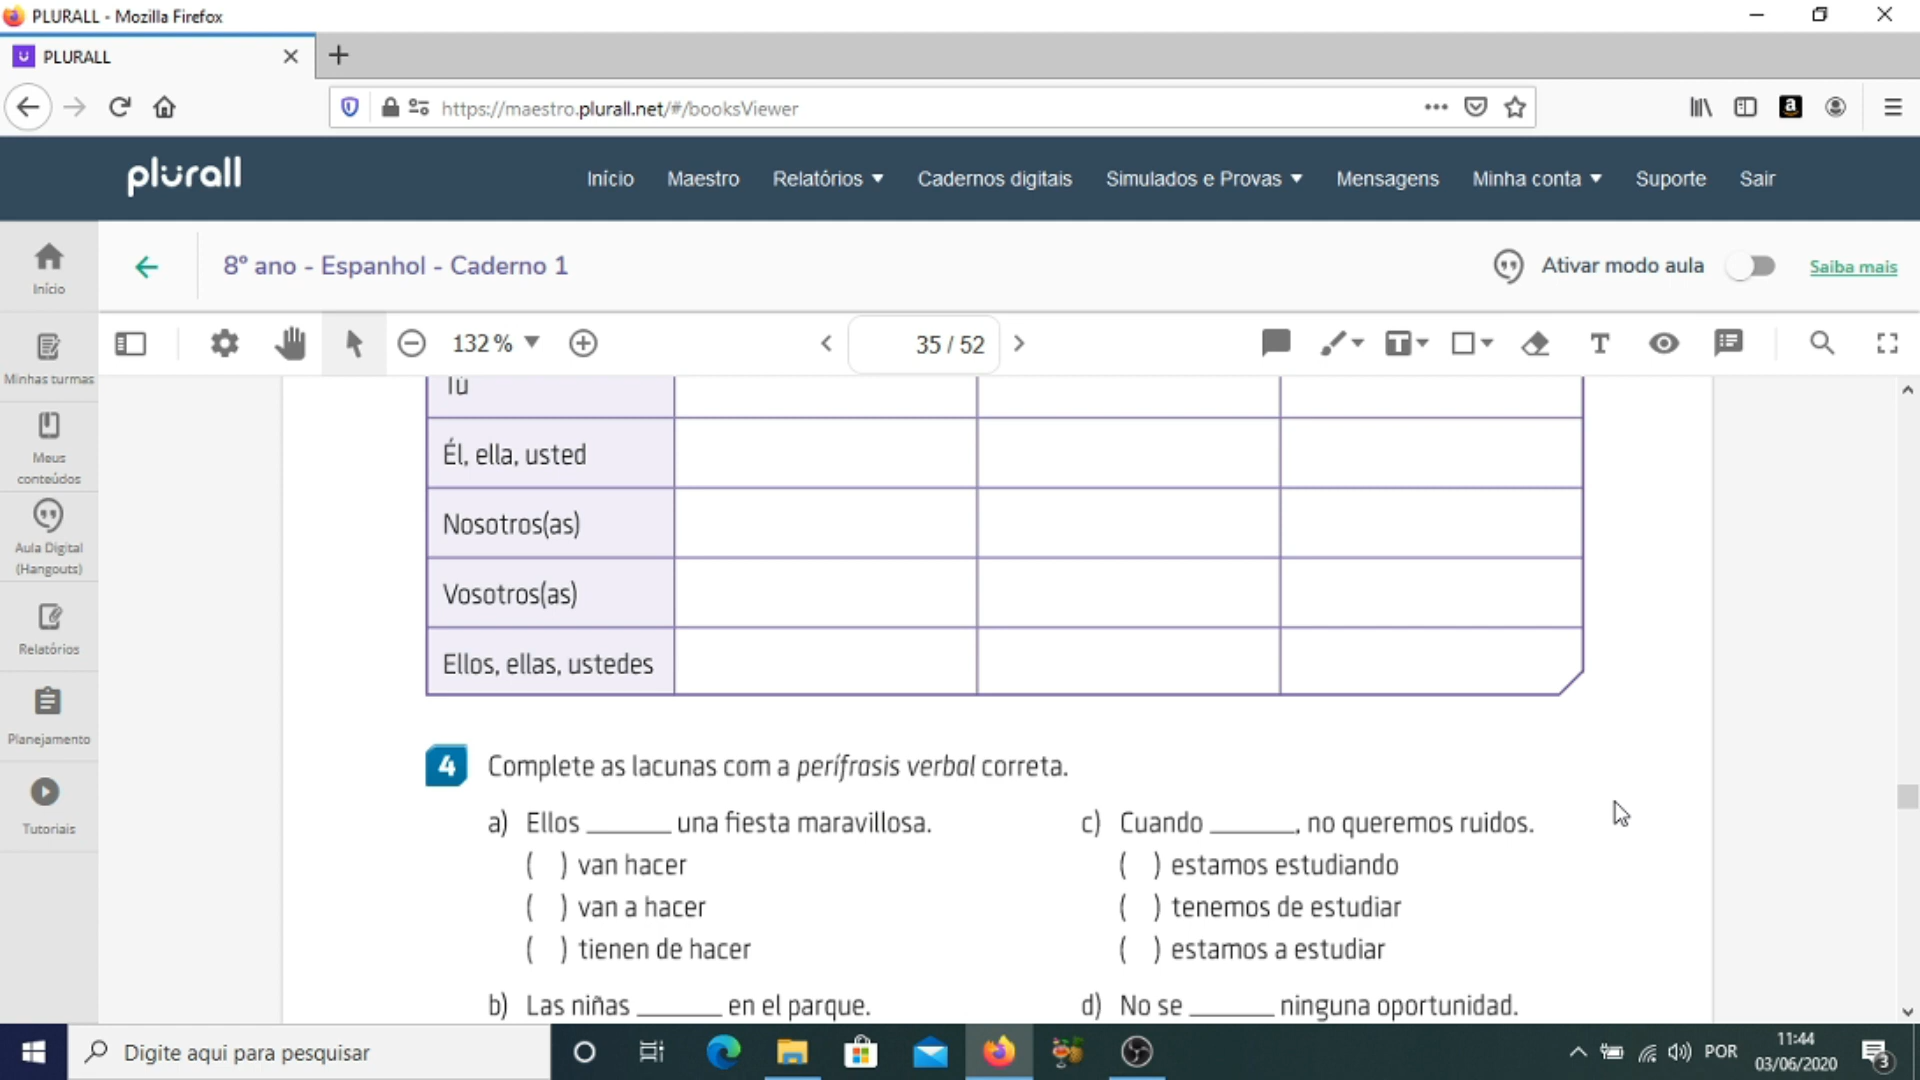 PLURALL - Mozilla Firefox
PLURALL
https://maestro.plurall.net/#/booksViewer
plurall
Início Maestro Relatórios Cadernos digitais Simulados e Provas Mensagens Minha conta Suporte Sair
8º ano - Espanhol - Caderno 1
Ativar modo aula
Saiba mais
Início
Minhas turmas
Meus
conteúdos
Aula Digital
(Hangouts)
Relatórios
Planejamento
Tutoriais
132 %
35 / 52
Tú
Él, ella, usted
Nosotros(as)
Vosotros(as)
Ellos, ellas, ustedes
4 Complete as lacunas com a perífrasis verbal correta.
a) Ellos ______ una fiesta maravillosa.
( ) van hacer
( ) van a hacer
( ) tienen de hacer
b) Las niñas ______ en el parque.
c) Cuando ______, no queremos ruidos.
( ) estamos estudiando
( ) tenemos de estudiar
( ) estamos a estudiar
d) No se ______ ninguna oportunidad.
Digite aqui para pesquisar
POR
11:44
03/06/2020
3